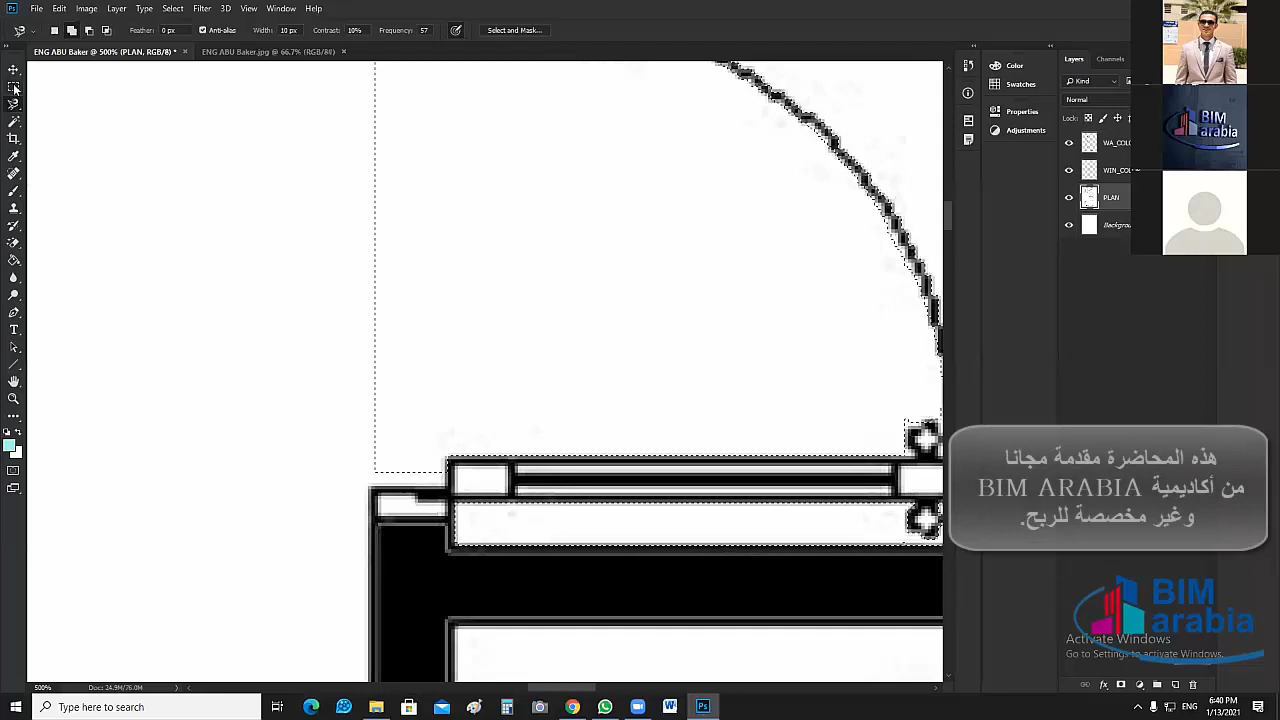 File Edit Image Layer Type Select Filter 3D View Window Help
Feather: 0 px Anti-alias Width: 10 px Contrast: 10% Frequency: 57 Select and Mask...
ENG ABU Baker @ 500% (PLAN, RGB/8) * × ENG ABU Baker.jpg @ 66.7% (RGB/8#) ×
Color
Swatches
Properties
Adjustments
Layers Channels
Kind
Normal
Lock:
WA_COLO
WIN_COLO
PLAN
Backgrou
BIM
arabia
هذه المحاضرة مقدمة مجانا
من أكاديمية BIM ARABIA
وغير مخصصة للربح.
BIM
arabia
Activate Windows
Go to Settings to activate Windows.
500% Doc: 24.9M/76.0M
Type here to search
ENG
6:40 PM
1/13/2021